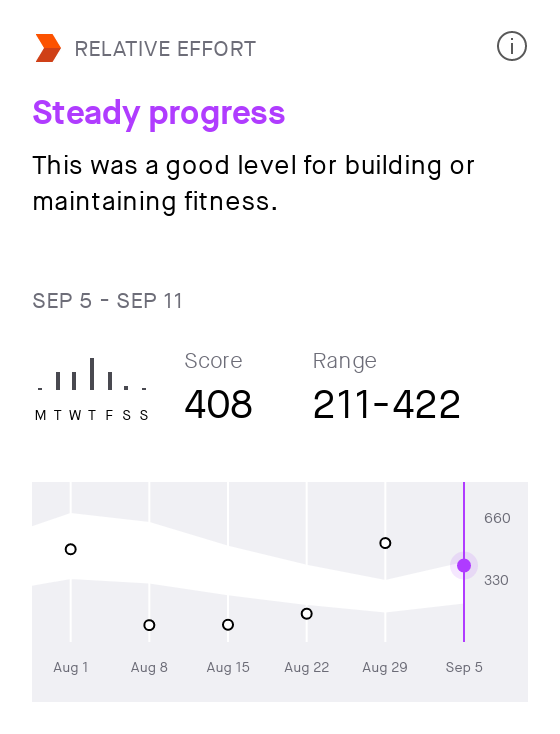 RELATIVE EFFORT
Steady progress
This was a good level for building or
maintaining fitness.
SEP 5 - SEP 11
Score Range
408 211-422
M T W T F S S
660
330
Aug 1 Aug 8 Aug 15 Aug 22 Aug 29 Sep 5